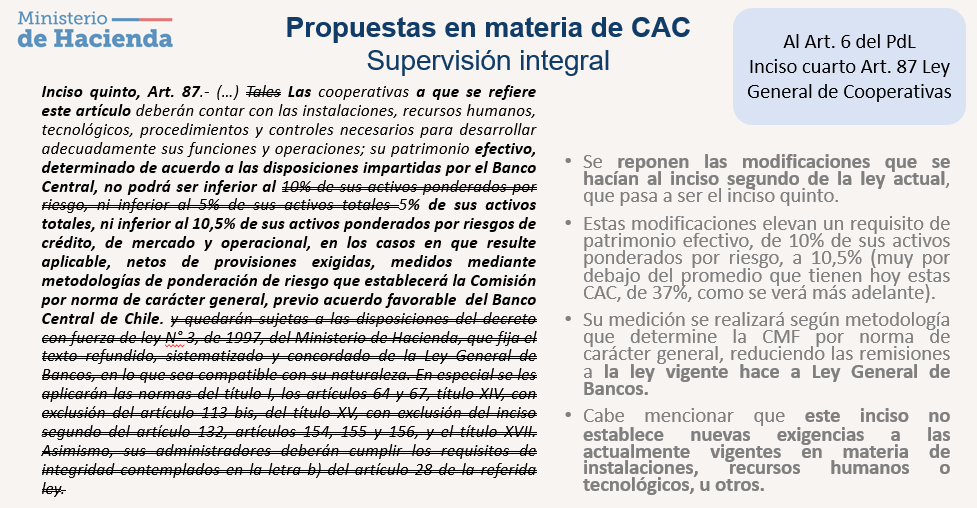 Ministerio
de Hacienda
Propuestas en materia de CAC
Supervisión integral
Al Art. 6 del PdL
Inciso cuarto Art. 87 Ley
General de Cooperativas
Inciso quinto, Art. 87.- (…) Tales Las cooperativas a que se refiere
este artículo deberán contar con las instalaciones, recursos humanos,
tecnológicos, procedimientos y controles necesarios para desarrollar
adecuadamente sus funciones y operaciones; su patrimonio efectivo,
determinado de acuerdo a las disposiciones impartidas por el Banco
Central, no podrá ser inferior al 10% de sus activos ponderados por
riesgo, ni inferior al 5% de sus activos totales 5% de sus activos
totales, ni inferior al 10,5% de sus activos ponderados por riesgos de
crédito, de mercado y operacional, en los casos en que resulte
aplicable, netos de provisiones exigidas, medidos mediante
metodologías de ponderación de riesgo que establecerá la Comisión
por norma de carácter general, previo acuerdo favorable del Banco
Central de Chile. y quedarán sujetas a las disposiciones del decreto
con fuerza de ley N° 3, de 1997, del Ministerio de Hacienda, que fija el
texto refundido, sistematizado y concordado de la Ley General de
Bancos, en lo que sea compatible con su naturaleza. En especial se les
aplicarán las normas del título I, los artículos 64 y 67, título XIV, con
exclusión del artículo 113 bis, del título XV, con exclusión del inciso
segundo del artículo 132, artículos 154, 155 y 156, y el título XVII.
Asimismo, sus administradores deberán cumplir los requisitos de
integridad contemplados en la letra b) del artículo 28 de la referida
ley.
• Se reponen las modificaciones que se
hacían al inciso segundo de la ley actual,
que pasa a ser el inciso quinto.
• Estas modificaciones elevan un requisito de
patrimonio efectivo, de 10% de sus activos
ponderados por riesgo, a 10,5% (muy por
debajo del promedio que tienen hoy estas
CAC, de 37%, como se verá más adelante).
• Su medición se realizará según metodología
que determine la CMF por norma de
carácter general, reduciendo las remisiones
a la ley vigente hace a Ley General de
Bancos.
• Cabe mencionar que este inciso no
establece nuevas exigencias a las
actualmente vigentes en materia de
instalaciones, recursos humanos o
tecnológicos, u otros.